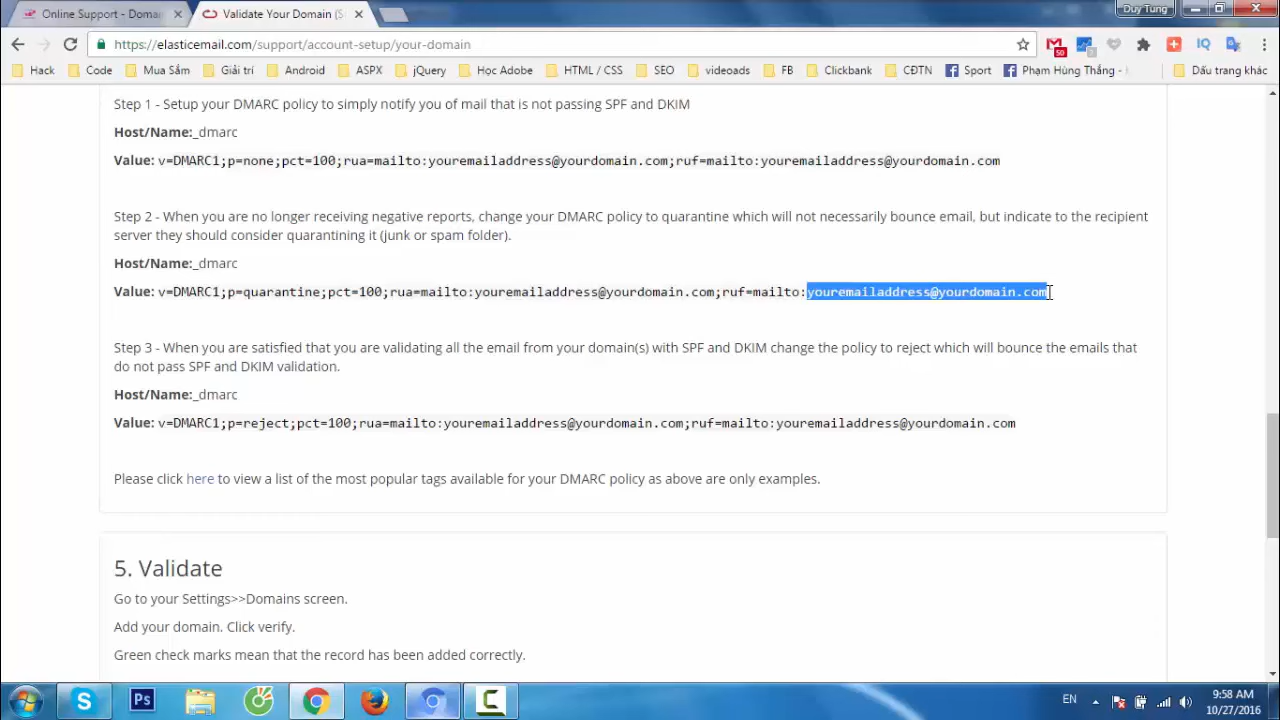 Online Support - Domai
Validate Your Domain (S
Duy Tung
https://elasticemail.com/support/account-setup/your-domain
50
IQ
Hack
Code
Mua Sắm
Giải trí
Android
ASPX
jQuery
Học Adobe
HTML / CSS
SEO
videoads
FB
Clickbank
CĐTN
Sport
Phạm Hùng Thắng -
Dấu trang khác
Step 1 - Setup your DMARC policy to simply notify you of mail that is not passing SPF and DKIM
Host/Name:_dmarc
Value: v=DMARC1;p=none;pct=100;rua=mailto:youremailaddress@yourdomain.com;ruf=mailto:youremailaddress@yourdomain.com
Step 2 - When you are no longer receiving negative reports, change your DMARC policy to quarantine which will not necessarily bounce email, but indicate to the recipient
server they should consider quarantining it (junk or spam folder).
Host/Name:_dmarc
Value: v=DMARC1;p=quarantine;pct=100;rua=mailto:youremailaddress@yourdomain.com;ruf=mailto:youremailaddress@yourdomain.com
Step 3 - When you are satisfied that you are validating all the email from your domain(s) with SPF and DKIM change the policy to reject which will bounce the emails that
do not pass SPF and DKIM validation.
Host/Name:_dmarc
Value: v=DMARC1;p=reject;pct=100;rua=mailto:youremailaddress@yourdomain.com;ruf=mailto:youremailaddress@yourdomain.com
Please click here to view a list of the most popular tags available for your DMARC policy as above are only examples.
5. Validate
Go to your Settings>>Domains screen.
Add your domain. Click verify.
Green check marks mean that the record has been added correctly.
Ps
EN
9:58 AM
10/27/2016